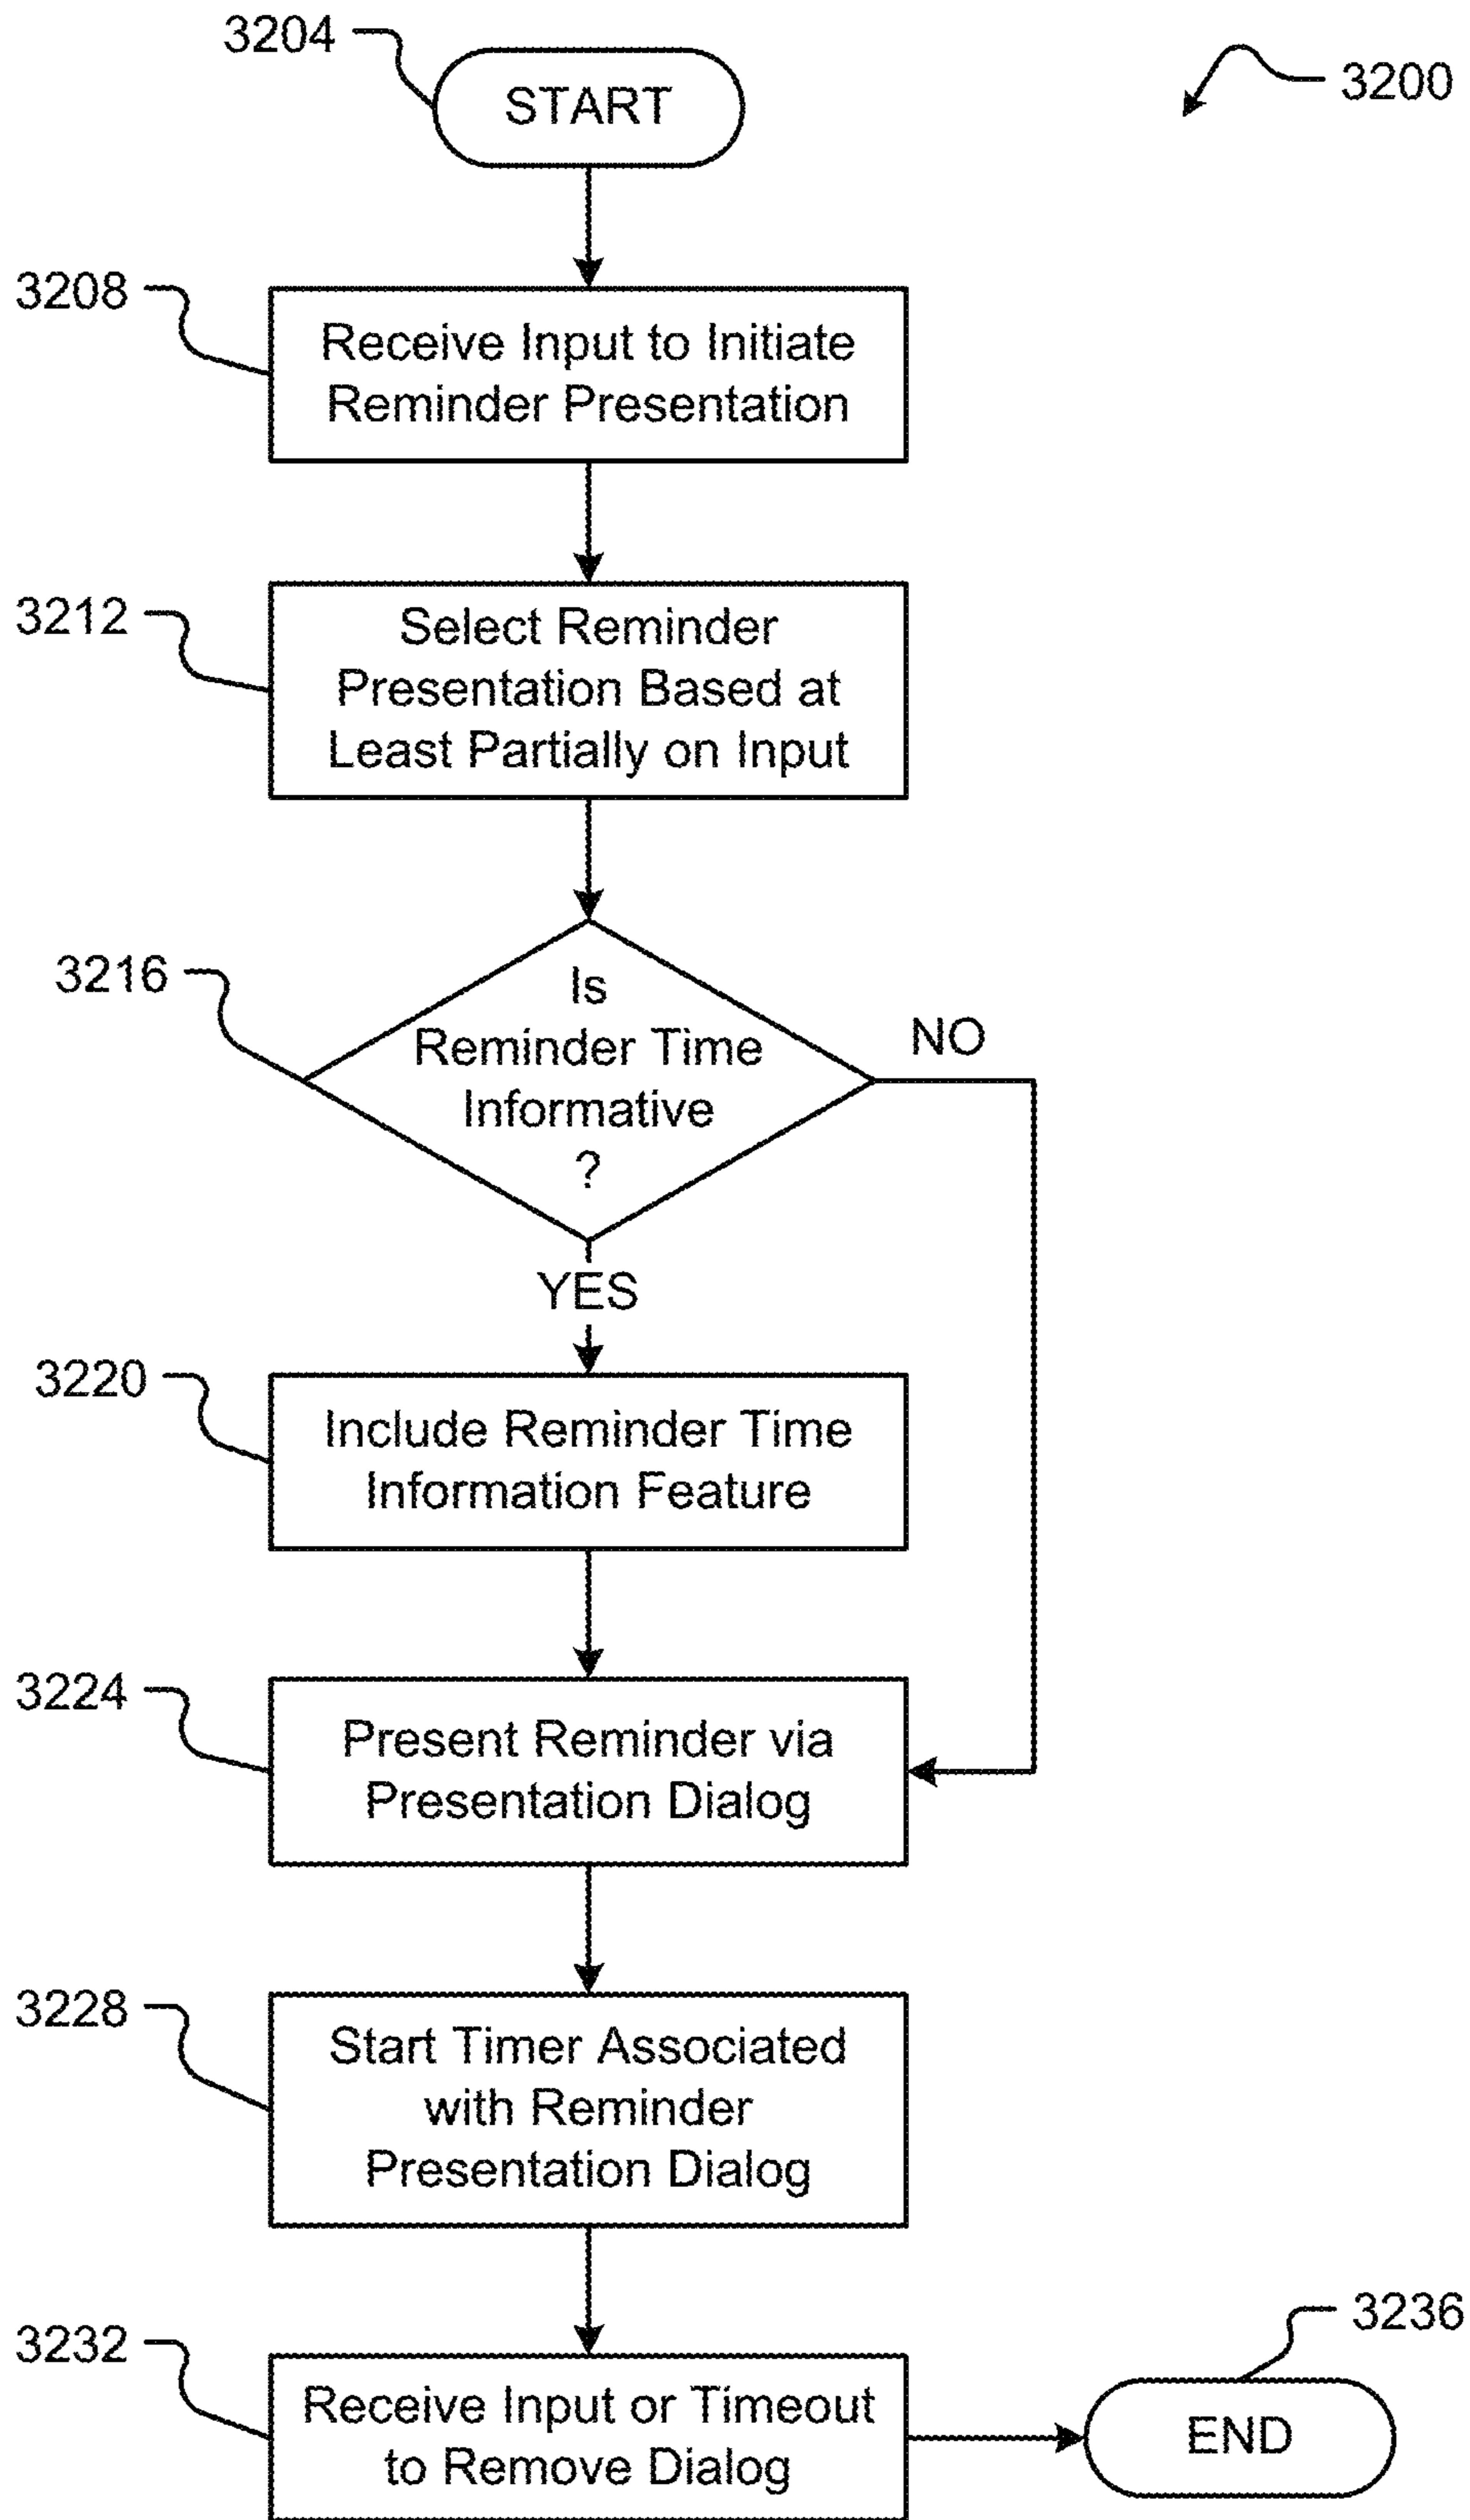 3204
START
3200
3208
Receive Input to Initiate
Reminder Presentation
3212
Select Reminder
Presentation Based at
Least Partially on Input
3216
Is
Reminder Time
Informative
?
NO
YES
3220
Include Reminder Time
Information Feature
3224
Present Reminder via
Presentation Dialog
3228
Start Timer Associated
with Reminder
Presentation Dialog
3232
Receive Input or Timeout
to Remove Dialog
3236
END